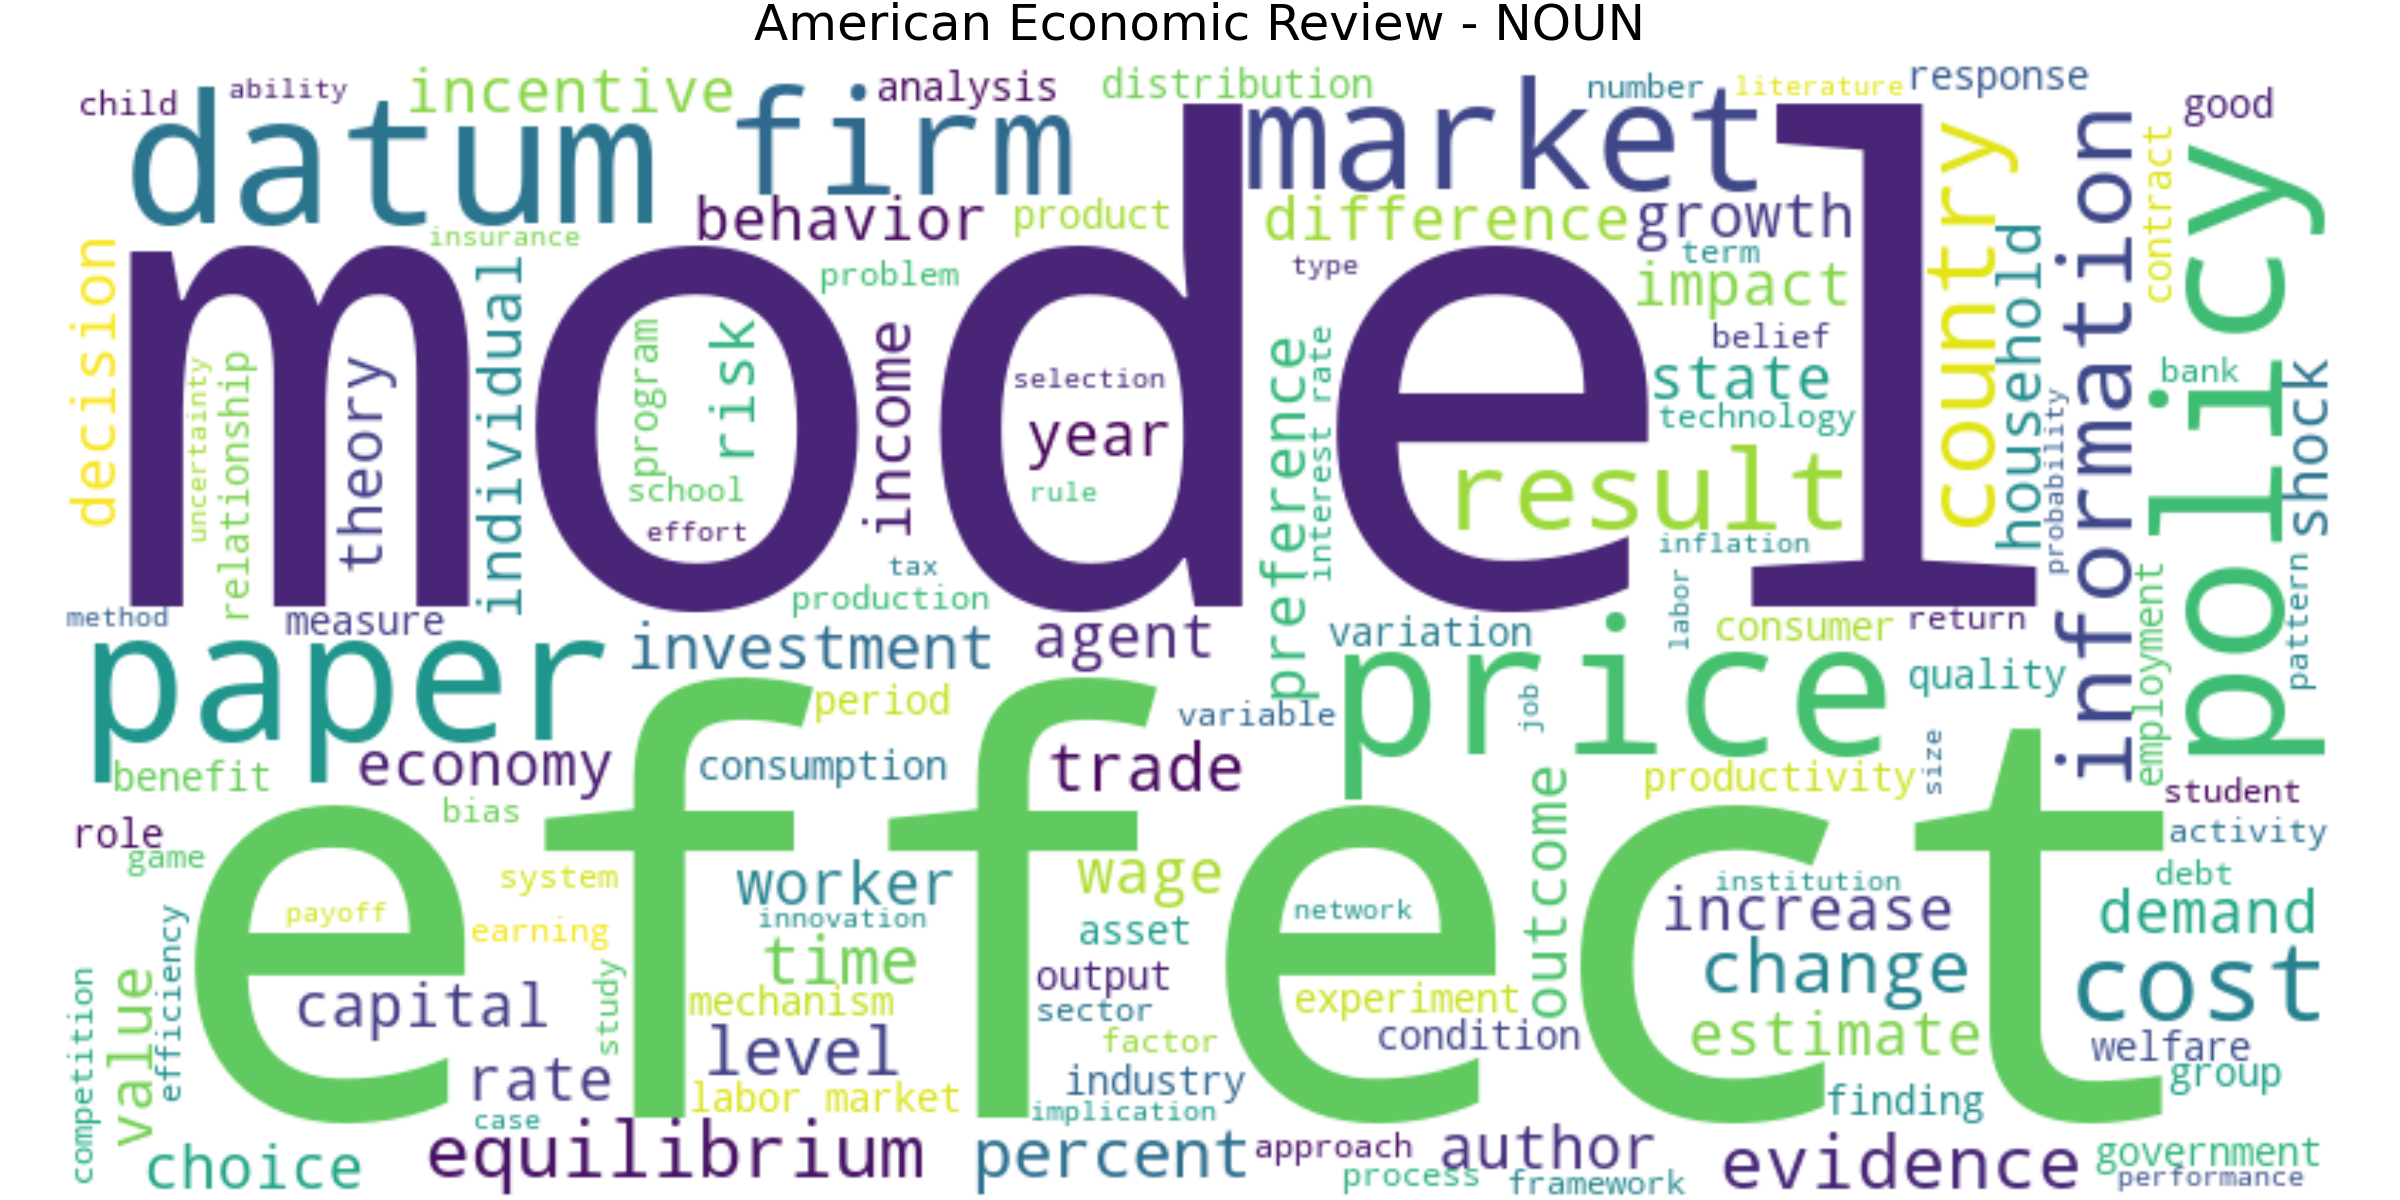 American Economic Review - NOUN
child
ability
incentive
analysis
distribution
number
literature
response
good
datum
firm
market
insurance
behavior
product
difference
growth
term
country
information
contract
policy
decision
model
individual
problem
type
impact
household
uncertainty
relationship
theory
program
risk
income
selection
preference
interest rate
belief
state
technology
bank
shock
year
school
effort
rule
result
inflation
probability
tax
production
method
measure
labor
consumer
return
employment
pattern
paper
investment
agent
variation
price
quality
period
variable
job
economy
consumption
trade
productivity
size
benefit
bias
student
role
game
activity
effect
system
worker
wage
outcome
institution
debt
payoff
earning
innovation
asset
network
increase
demand
efficiency
time
output
change
cost
competition
value
capital
study
mechanism
sector
experiment
condition
estimate
welfare
rate
level
factor
industry
group
labor market
implication
finding
case
choice
equilibrium
percent
approach
author
evidence
government
process
framework
performance